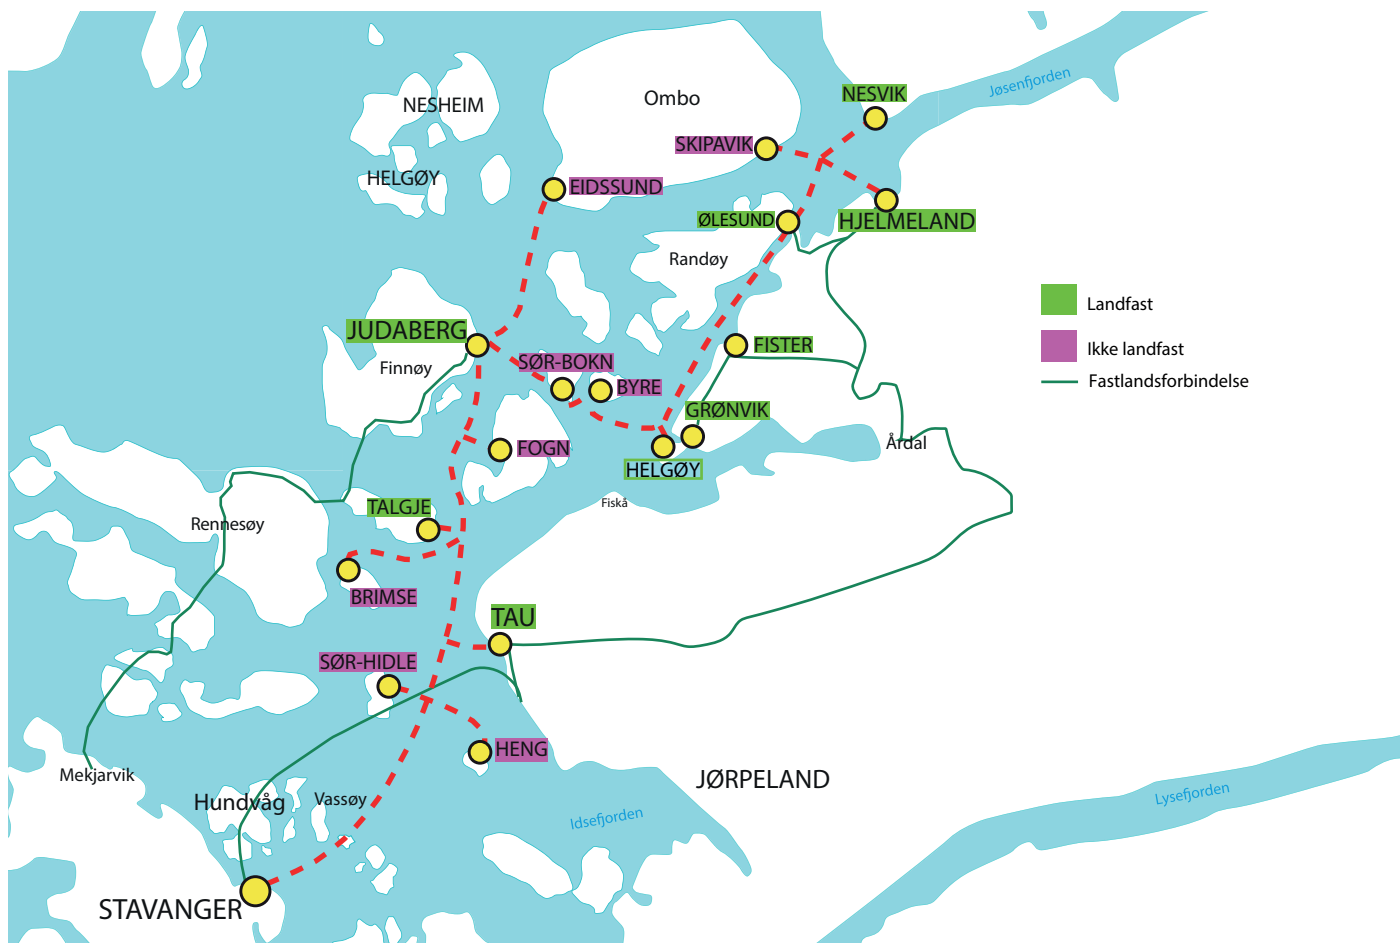 Jøsenfjorden
NESVIK
Ombo
NESHEIM
SKIPAVIK
HELGØY
EIDSSUND
ØLESUND
HJELMELAND
Randøy
Landfast
JUDABERG
FISTER
Ikke landfast
SØR-BOKN
Finnøy
BYRE
Fastlandsforbindelse
GRØNVIK
FOGN
Årdal
HELGØY
TALGJE
Fiskå
Rennesøy
BRIMSE
TAU
SØR-HIDLE
HENG
Mekjarvik
JØRPELAND
Hundvåg
Vassøy
Lysefjorden
Idsefjorden
STAVANGER